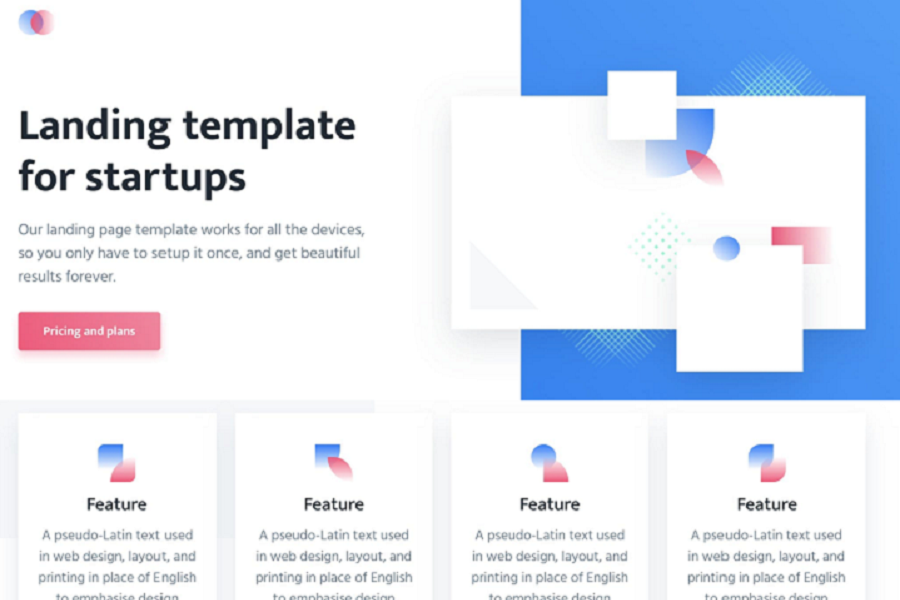 Landing template
for startups
Our landing page template works for all the devices,
so you only have to setup it once, and get beautiful
results forever.
Pricing and plans
Feature
A pseudo-Latin text used
in web design, layout, and
printing in place of English
to emphasise design
Feature
A pseudo-Latin text used
in web design, layout, and
printing in place of English
to emphasise design
Feature
A pseudo-Latin text used
in web design, layout, and
printing in place of English
to emphasise design
Feature
A pseudo-Latin text used
in web design, layout, and
printing in place of English
to emphasise design